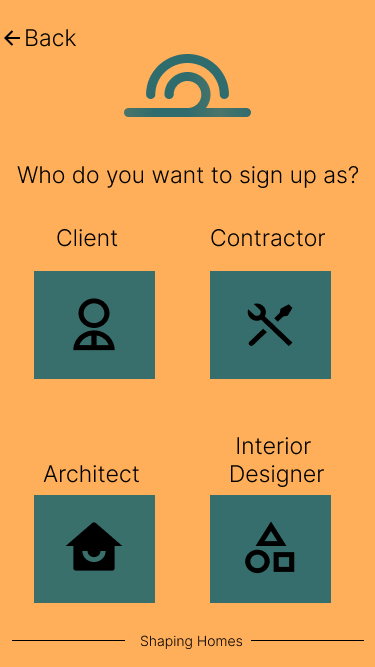 Back
Who do you want to sign up as?
Client
Contractor
Architect
Interior
Designer
Shaping Homes